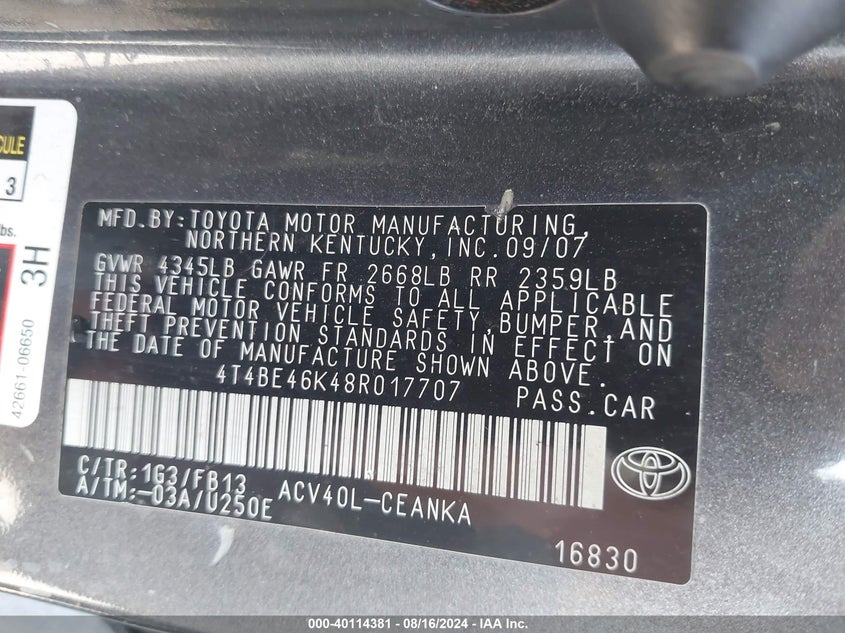 CULE
3
bs.
3H
42661-06650
MFD.BY:TOYOTA MOTOR MANUFACTURING,
NORTHERN KENTUCKY,INC.09/07
GVWR 4345LB GAWR FR 2668LB RR 2359LB
THIS VEHICLE CONFORMS TO ALL APPLICABLE
FEDERAL MOTOR VEHICLE SAFETY,BUMPER,AND
THEFT PREVENTION STANDARDS IN EFFECT ON
THE DATE OF MANUFACTURE SHOWN ABOVE.
4T4BE46K48R017707 PASS.CAR
C/TR:1G3/FB13
A/TM:-03A/U250E
ACV40L-CEANKA
16830
000-40114381 - 08/16/2024 - IAA Inc.